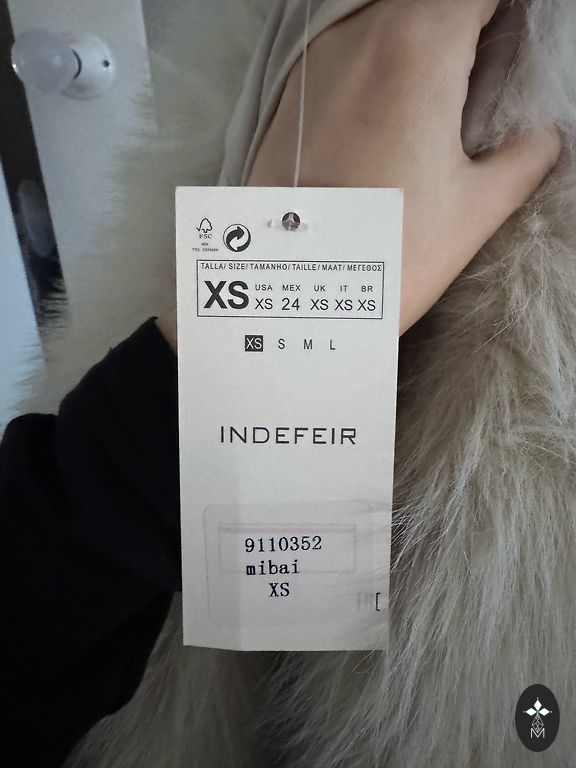 FSC
MIX
TALLA/ SIZE/ TAMANHO/ TAILLE/ MAAT/ ΜΕΓΕΘΟΣ
XS USA MEX UK IT BR
XS 24 XS XS XS
XS S M L
INDEFEIR
9110352
mibai
XS
M